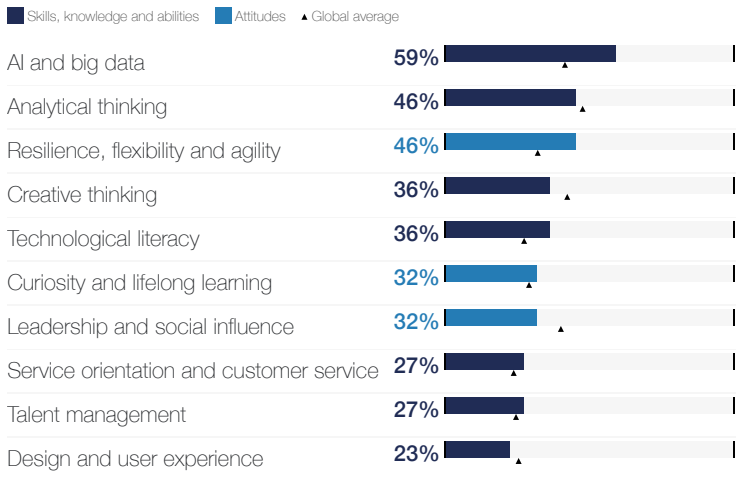 Skills, knowledge and abilities Attitudes Global average
AI and big data 59%
Analytical thinking 46%
Resilience, flexibility and agility 46%
Creative thinking 36%
Technological literacy 36%
Curiosity and lifelong learning 32%
Leadership and social influence 32%
Service orientation and customer service 27%
Talent management 27%
Design and user experience 23%